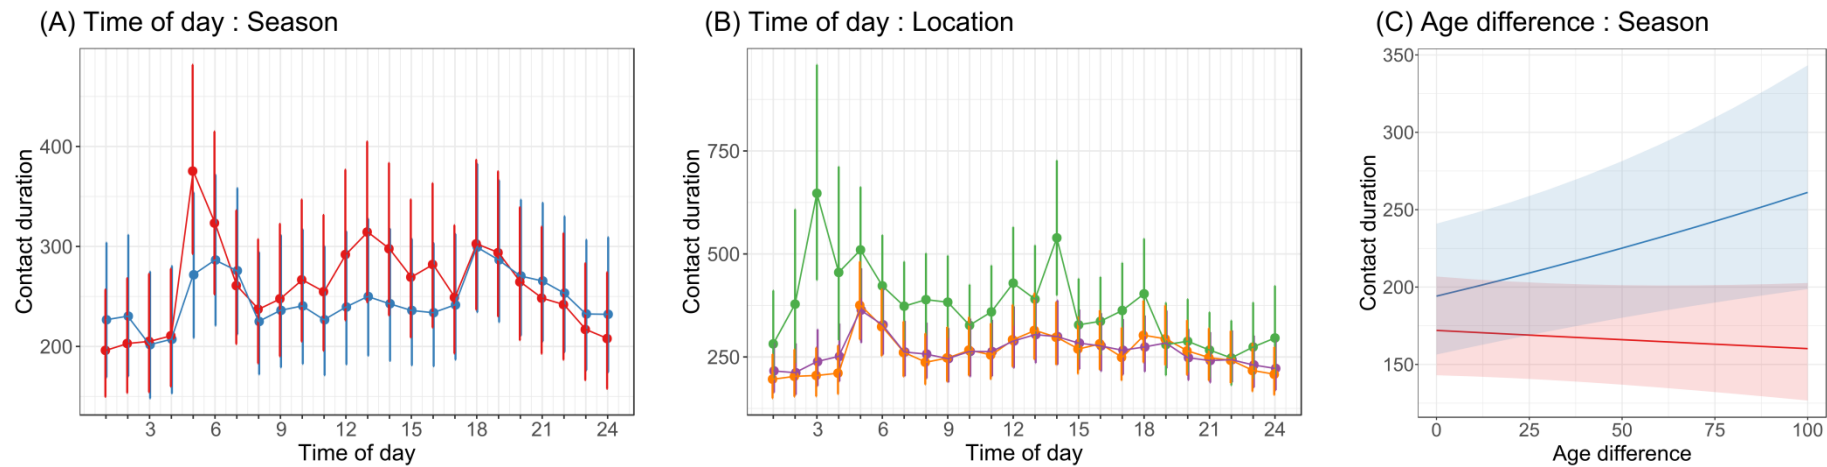 (A) Time of day : Season
Contact duration
400
300
200
3 6 9 12 15 18 21 24
Time of day
(B) Time of day : Location
Contact duration
750
500
250
3 6 9 12 15 18 21 24
Time of day
(C) Age difference : Season
Contact duration
350
300
250
200
150
0 25 50 75 100
Age difference